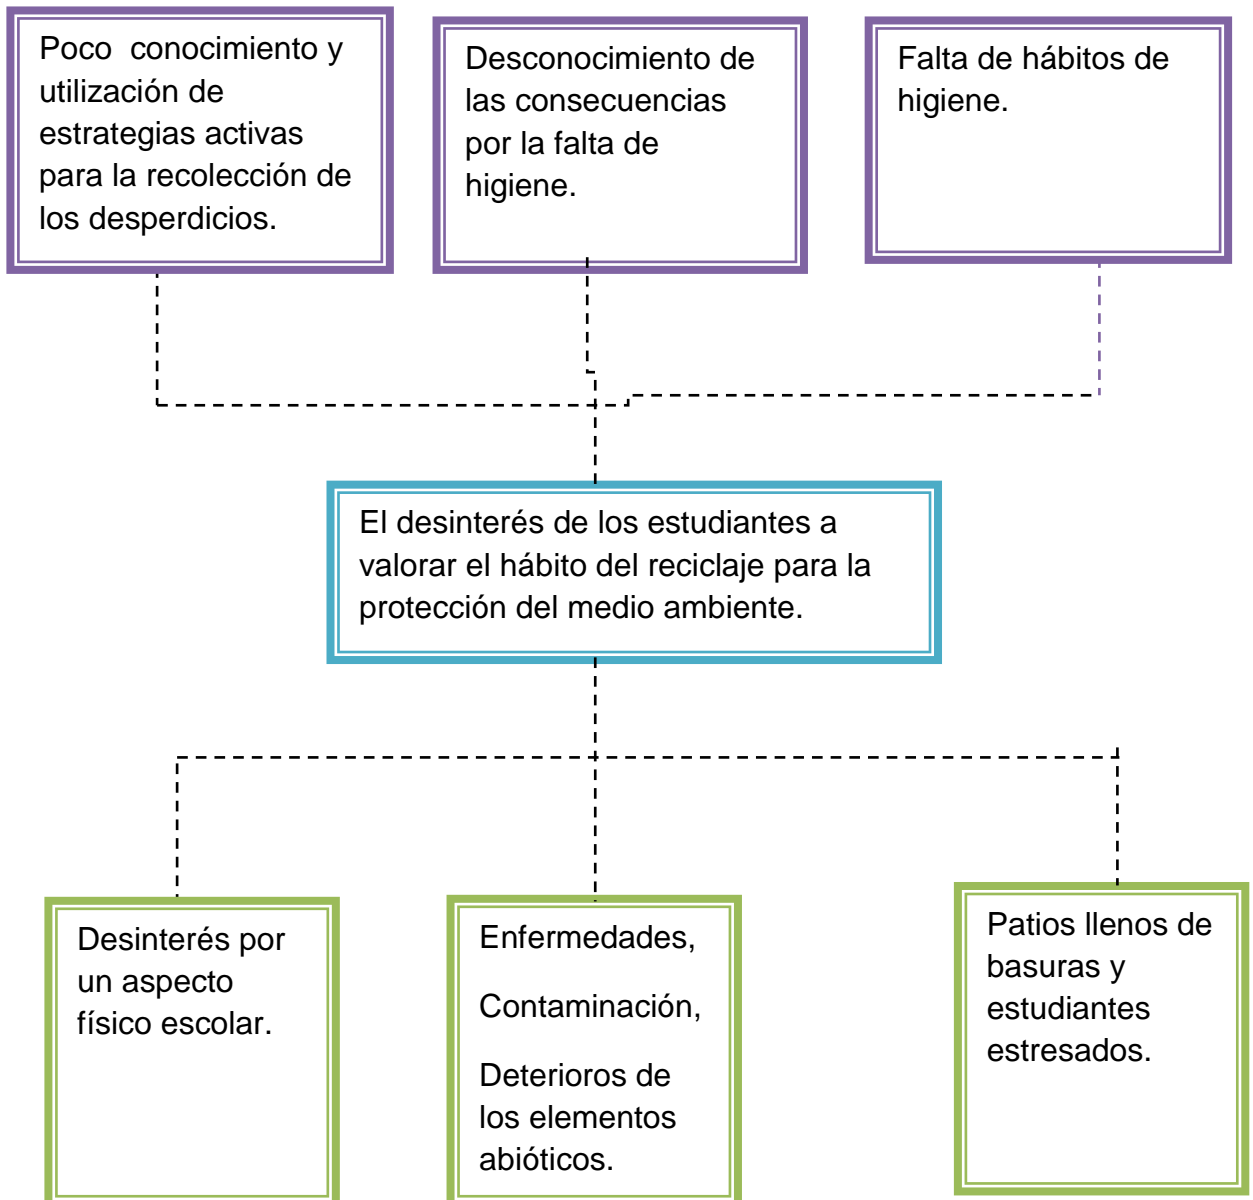 Poco  conocimiento y
utilización de
estrategias activas
para la recolección de
los desperdicios.
Desconocimiento de
las consecuencias
por la falta de
higiene.
Falta de hábitos de
higiene.
El desinterés de los estudiantes a
valorar el hábito del reciclaje para la
protección del medio ambiente.
Desinterés por
un aspecto
físico escolar.
Enfermedades,
Contaminación,
Deterioros de
los elementos
abióticos.
Patios llenos de
basuras y
estudiantes
estresados.